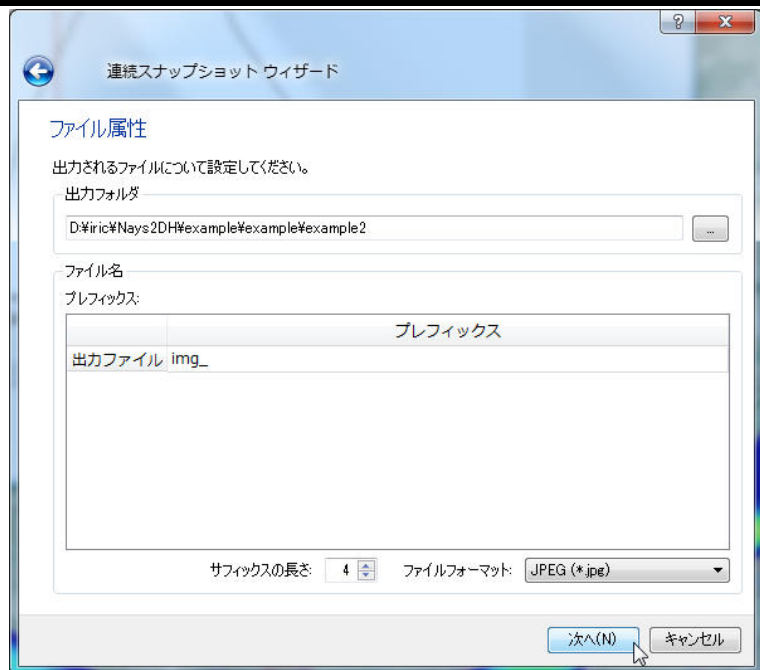 連続スナップショット ウィザード
ファイル属性
出力されるファイルについて設定してください。
出力フォルダ
D:¥iric¥Nays2DH¥example¥example¥example2
...
ファイル名
プレフィックス:
プレフィックス
出力ファイル img_
サフィックスの長さ: 4 ファイルフォーマット: JPEG (*.jpg)
次へ(N) キャンセル